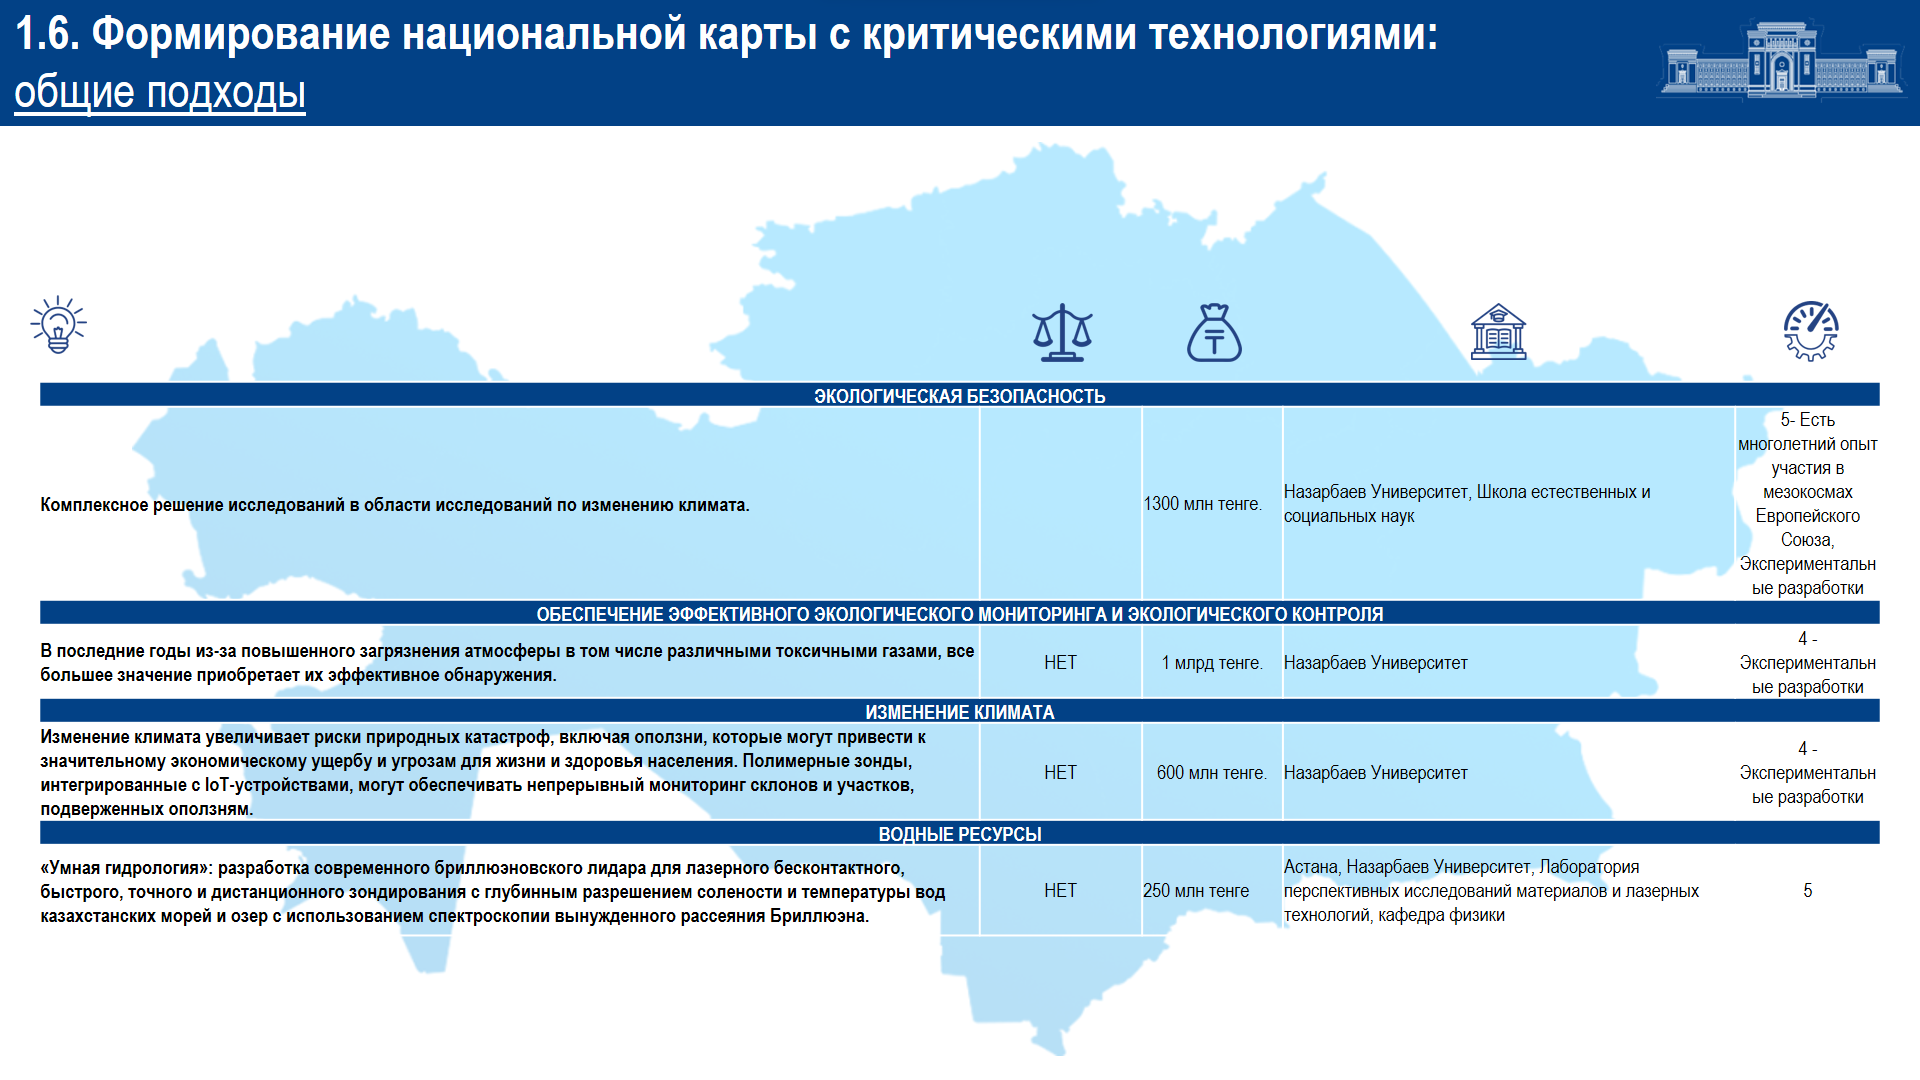 1.6. Формирование национальной карты с критическими технологиями:
общие подходы
ЭКОЛОГИЧЕСКАЯ БЕЗОПАСНОСТЬ
Комплексное решение исследований в области исследований по изменению климата.
1300 млн тенге.
Назарбаев Университет, Школа естественных и
социальных наук
5- Есть
многолетний опыт
участия в
мезокосмах
Европейского
Союза,
Экспериментальн
ые разработки
ОБЕСПЕЧЕНИЕ ЭФФЕКТИВНОГО ЭКОЛОГИЧЕСКОГО МОНИТОРИНГА И ЭКОЛОГИЧЕСКОГО КОНТРОЛЯ
В последние годы из-за повышенного загрязнения атмосферы в том числе различными токсичными газами, все
большее значение приобретает их эффективное обнаружения.
НЕТ
1 млрд тенге.
Назарбаев Университет
4 -
Экспериментальн
ые разработки
ИЗМЕНЕНИЕ КЛИМАТА
Изменение климата увеличивает риски природных катастроф, включая оползни, которые могут привести к
значительному экономическому ущербу и угрозам для жизни и здоровья населения. Полимерные зонды,
интегрированные с IoT-устройствами, могут обеспечивать непрерывный мониторинг склонов и участков,
подверженных оползням.
НЕТ
600 млн тенге.
Назарбаев Университет
4 -
Экспериментальн
ые разработки
ВОДНЫЕ РЕСУРСЫ
«Умная гидрология»: разработка современного бриллюэновского лидара для лазерного бесконтактного,
быстрого, точного и дистанционного зондирования с глубинным разрешением солености и температуры вод
казахстанских морей и озер с использованием спектроскопии вынужденного рассеяния Бриллюэна.
НЕТ
250 млн тенге
Астана, Назарбаев Университет, Лаборатория
перспективных исследований материалов и лазерных
технологий, кафедра физики
5